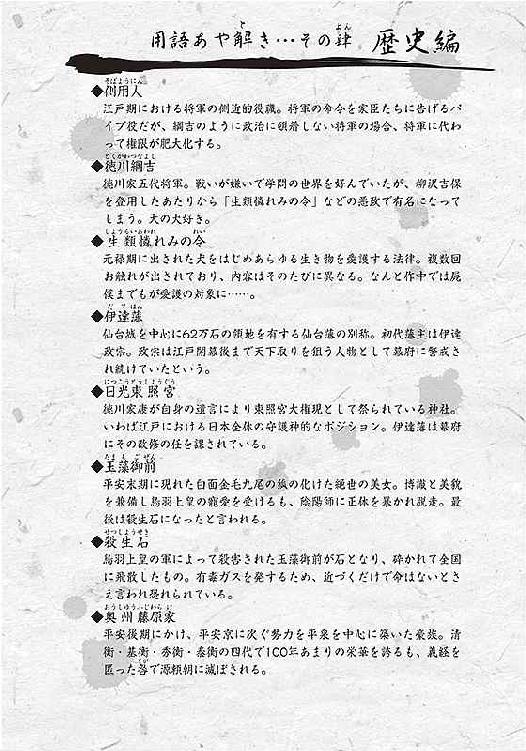 用語あや解き…その肆 歴史編
◆側用人
江戸期における将軍の側近的役職。将軍の命令を家臣たちに告げるパ
イプ役だが、綱吉のように政治に頓着しない将軍の場合、将軍に代わ
って権限が肥大化する。
◆徳川綱吉
徳川家五代将軍。戦いが嫌いで学問の世界を好んでいたが、柳沢吉保
を登用したあたりから「生類憐れみの令」などの悪政で有名になって
しまう。犬の大好き。
◆生類憐れみの令
元禄期に出された犬をはじめあらゆる生き物を愛護する法律。複数回
お触れが出されており、内容はそのたびに異なる。なんと作中では屍
侯までもが愛護の対象に……。
◆伊達藩
仙台城を中心に62万石の領地を有する仙台藩の別称。初代藩主は伊達
政宗。政宗は江戸開幕後まで天下取りを狙う人物として幕府に警戒さ
れ続けていたという。
◆日光東照宮
徳川家康が自身の遺言により東照宮大権現として祭られている神社。
いわば江戸における日本全体の守護神的なポジション。伊達藩は幕府
にその改修の任を課されている。
◆玉藻御前
平安末期に現れた白面金毛九尾の狐の化けた絶世の美女。博識と美貌
を兼備し鳥羽上皇の寵愛を受けるも、陰陽師に正体を暴かれ脱走。最
後は殺生石になったと言われる。
◆殺生石
鳥羽上皇の軍によって殺害された玉藻御前が石となり、砕かれて全国
に飛散したもの。有毒ガスを発するため、近づくだけで命はないとさ
え言われ恐れられている。
◆奥州藤原家
平安後期にかけ、平安京に次ぐ勢力を平泉を中心に築いた豪族。清
衡・基衡・秀衡・泰衡の四代で100年あまりの栄華を誇るも、義経を
匿った咎で源頼朝に滅ぼされる。